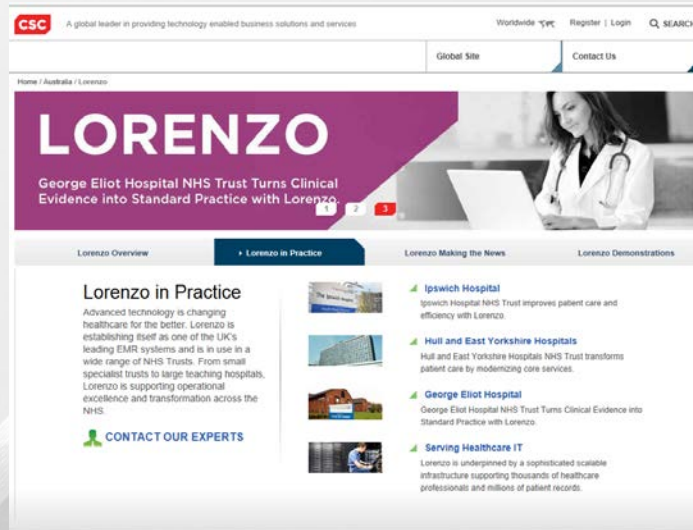 CSC
A global leader in providing technology enabled business solutions and services
Worldwide
Register | Login
SEARCH
Global Site
Contact Us
Home / Australia / Lorenzo
LORENZO
George Eliot Hospital NHS Trust Turns Clinical
Evidence into Standard Practice with Lorenzo.
1 2 3
Lorenzo Overview
Lorenzo in Practice
Lorenzo Making the News
Lorenzo Demonstrations
Lorenzo in Practice
Advanced technology is changing
healthcare for the better. Lorenzo is
establishing itself as one of the UK's
leading EMR systems and is in use in a
wide range of NHS Trusts. From small
specialist trusts to large teaching hospitals,
Lorenzo is supporting operational
excellence and transformation across the
NHS.
CONTACT OUR EXPERTS
Ipswich Hospital
Ipswich Hospital NHS Trust improves patient care and
efficiency with Lorenzo.
Hull and East Yorkshire Hospitals
Hull and East Yorkshire Hospitals NHS Trust transforms
patient care by modernizing core services.
George Eliot Hospital
George Eliot Hospital NHS Trust Turns Clinical Evidence into
Standard Practice with Lorenzo.
Serving Healthcare IT
Lorenzo is underpinned by a sophisticated scalable
infrastructure supporting thousands of healthcare
professionals and millions of patient records.